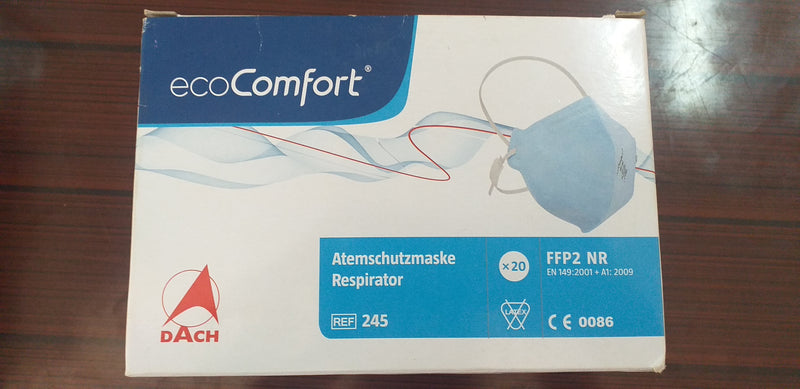 ecoComfort®
Atemschutzmaske
Respirator
REF 245
×20
LATEX
FFP2 NR
EN 149:2001 + A1: 2009
CE 0086
DACH